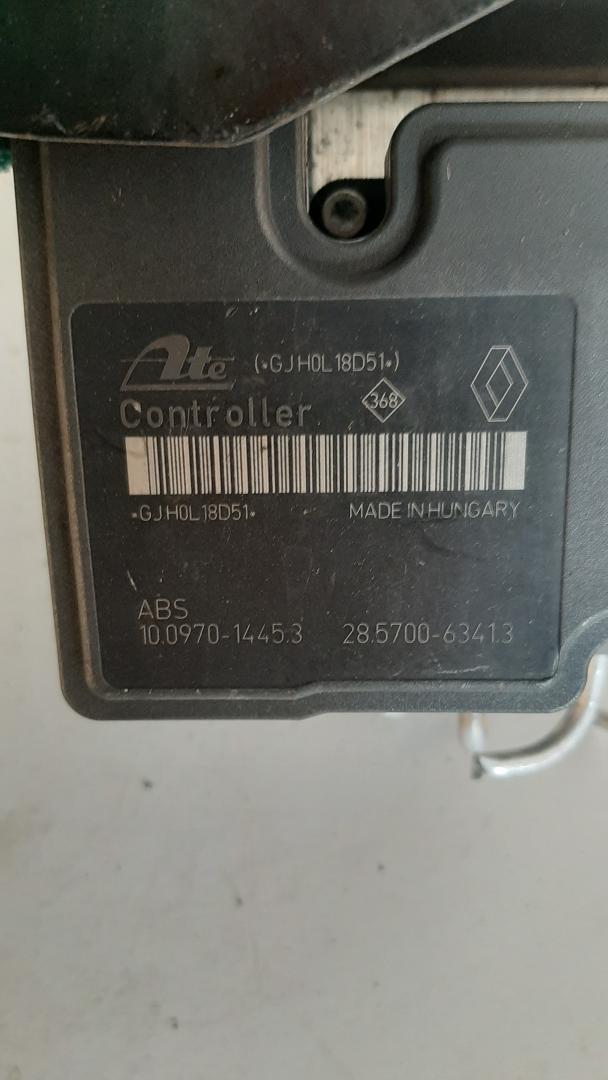 Ate (•GJH0L18D51•)
Controller 368
•GJH0L18D51• MADE IN HUNGARY
ABS
10.0970-1445.3 28.5700-6341.3